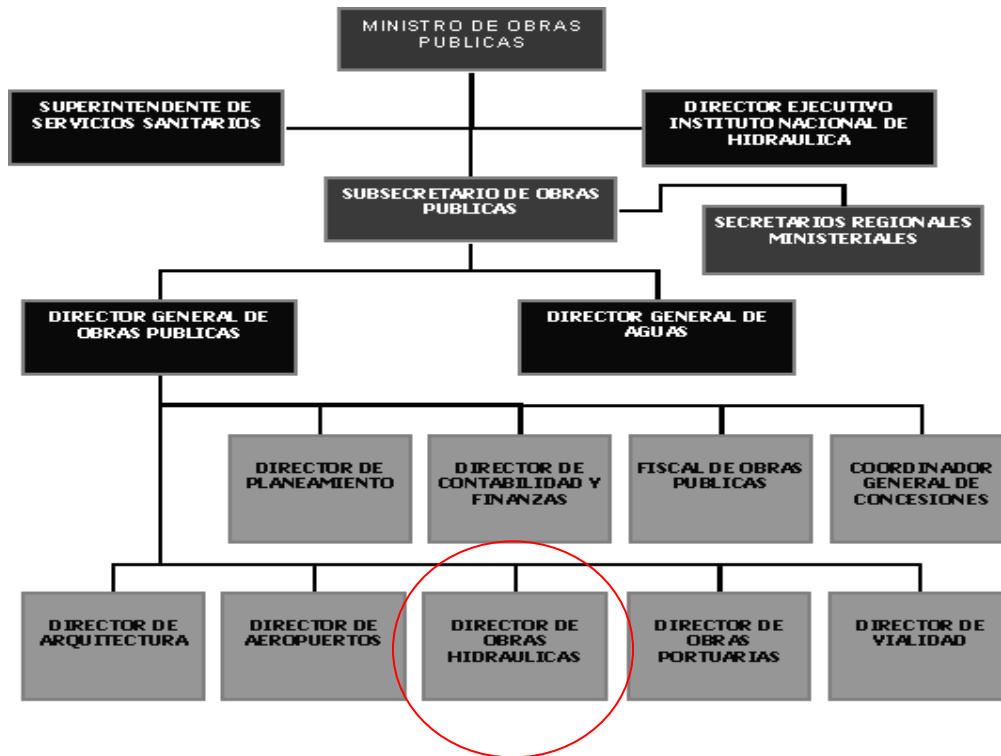 MINISTRO DE OBRAS
PUBLICAS
SUPERINTENDENTE DE
SERVICIOS SANITARIOS
DIRECTOR EJECUTIVO
INSTITUTO NACIONAL DE
HIDRAULICA
SUBSECRETARIO DE OBRAS
PUBLICAS
SECRETARIOS REGIONALES
MINISTERIALES
DIRECTOR GENERAL DE
OBRAS PUBLICAS
DIRECTOR GENERAL DE
AGUAS
DIRECTOR DE
PLANEAMIENTO
DIRECTOR DE
CONTABILIDAD Y
FINANZAS
FISCAL DE OBRAS
PUBLICAS
COORDINADOR
GENERAL DE
CONCESIONES
DIRECTOR DE
ARQUITECTURA
DIRECTOR DE
AEROPUERTOS
DIRECTOR DE
OBRAS
HIDRAULICAS
DIRECTOR DE
OBRAS
PORTUARIAS
DIRECTOR DE
VIALIDAD